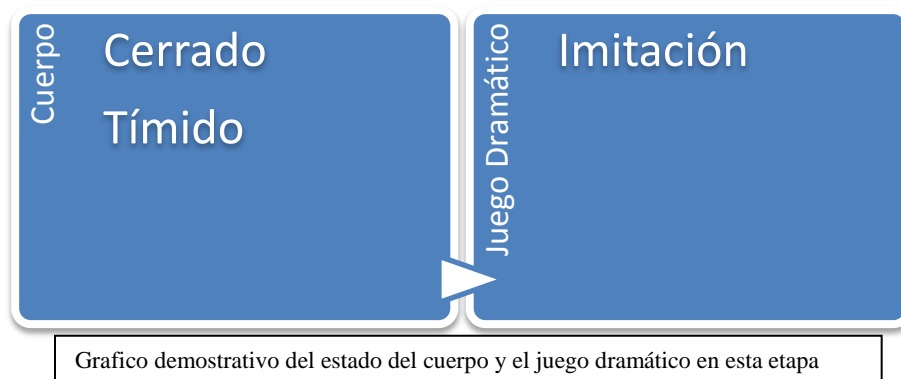 Cuerpo
Cerrado
Tímido
Juego Dramático
Imitación
Grafico demostrativo del estado del cuerpo y el juego dramático en esta etapa